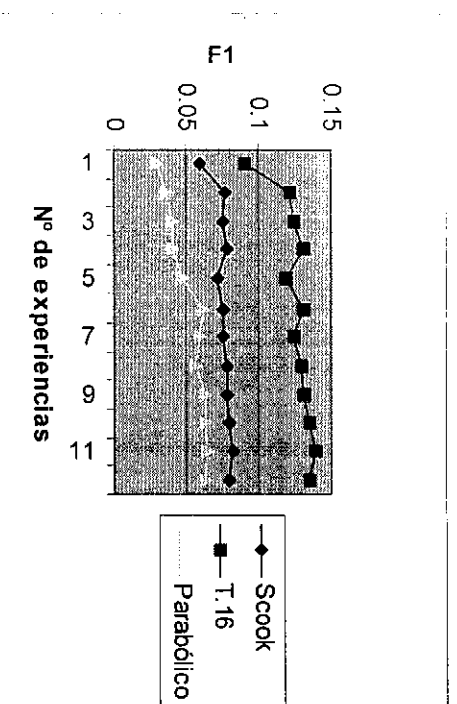 F1
0.15
0.1
0.05
0
1
3
5
7
9
11
Nº de experiencias
Scook
T.16
Parabólico